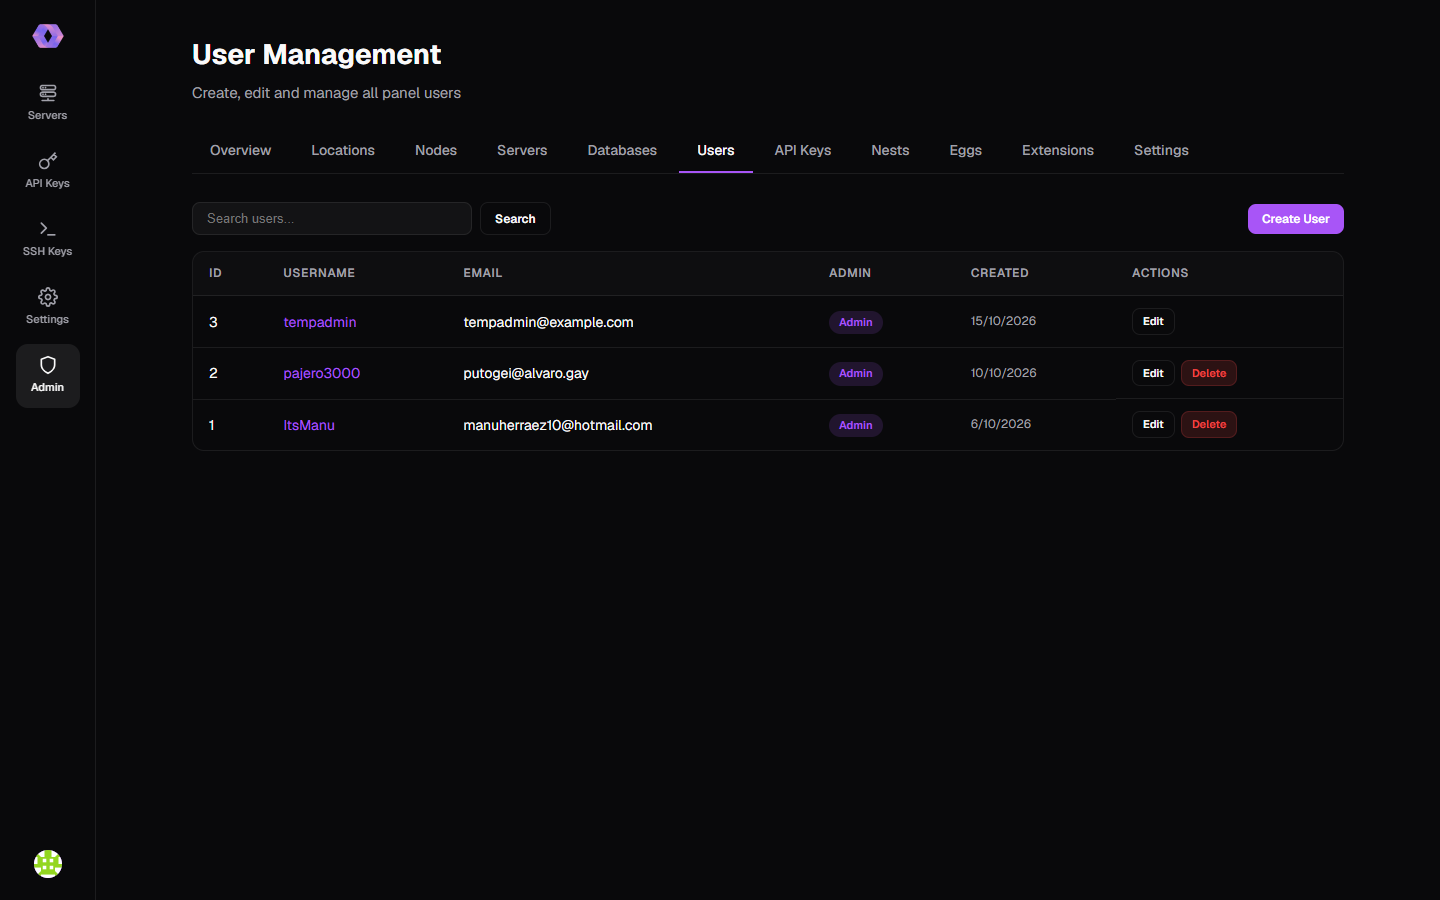 User Management
Create, edit and manage all panel users
Servers
API Keys
SSH Keys
Settings
Admin
Overview Locations Nodes Servers Databases Users API Keys Nests Eggs Extensions Settings
Search users... Search Create User
ID USERNAME EMAIL ADMIN CREATED ACTIONS
3 tempadmin tempadmin@example.com Admin 15/10/2026 Edit
2 pajero3000 putogei@alvaro.gay Admin 10/10/2026 Edit Delete
1 ItsManu manuherraez10@hotmail.com Admin 6/10/2026 Edit Delete